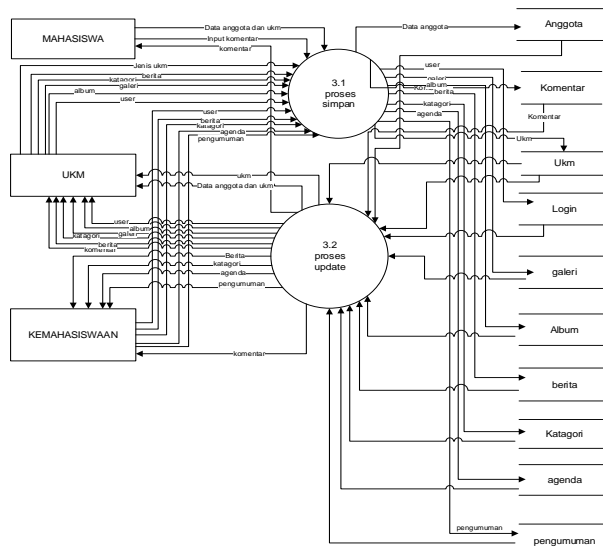 MAHASISWA
Data anggota dan ukm
Input komentar
komentar
Data anggota
Anggota
Jenis ukm
berita
katagori
galeri
album
user
3.1
proses
simpan
user
galeri
album
berita
katagori
agenda
Komentar
Komentar
user
berita
katagori
agenda
pengumuman
Ukm
Ukm
UKM
ukm
Data anggota dan ukm
Login
user
album
galeri
katagori
berita
komentar
3.2
proses
update
Berita
katagori
agenda
pengumuman
galeri
KEMAHASISWAAN
komentar
Album
berita
Katagori
agenda
pengumuman
pengumuman